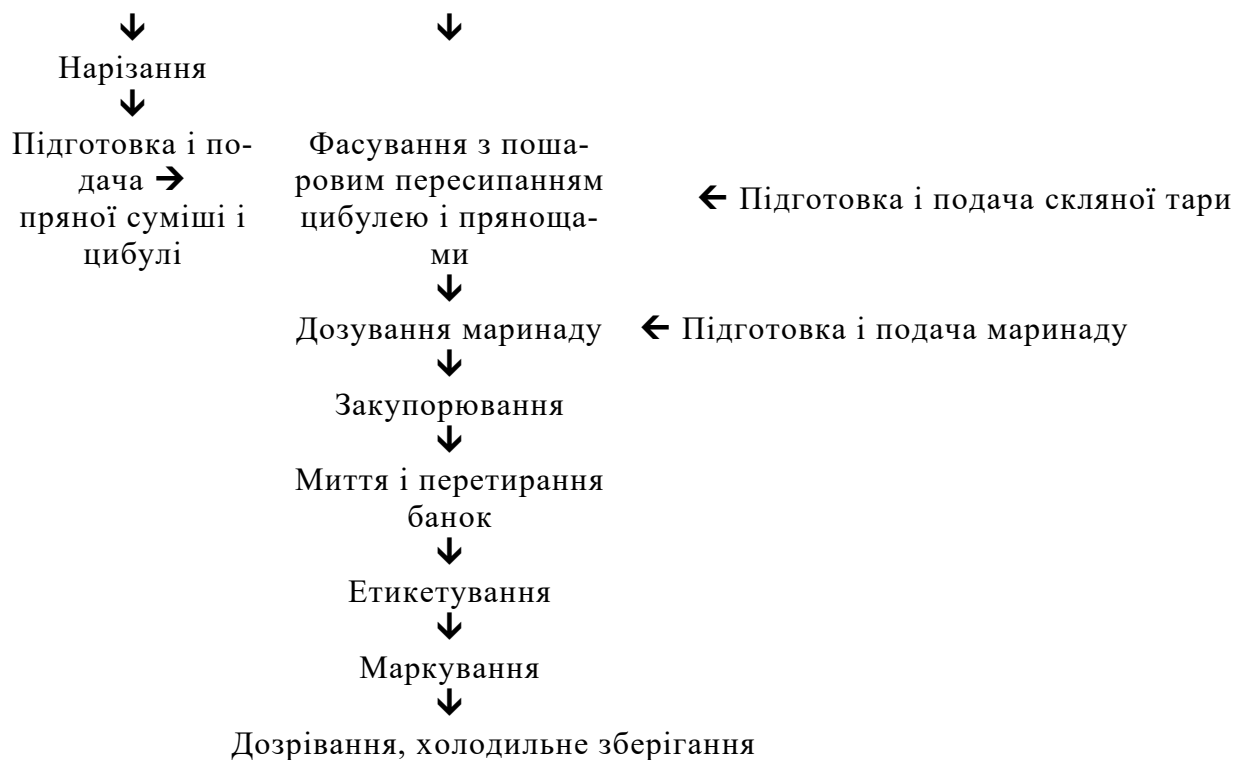 🡻 🡻
Нарізання
🡻
Підготовка і по-
дача 🡺
пряної суміші і
цибулі
Фасування з поша-
ровим пересипанням
цибулею і прянощa-
ми
🡸 Підготовка і подача скляної тари
🡻
Дозування маринаду 🡸 Підготовка і подача маринаду
🡻
Закупорювання
🡻
Миття і перетирання
банок
🡻
Етикетування
🡻
Маркування
🡻
Дозрівання, холодильне зберігання